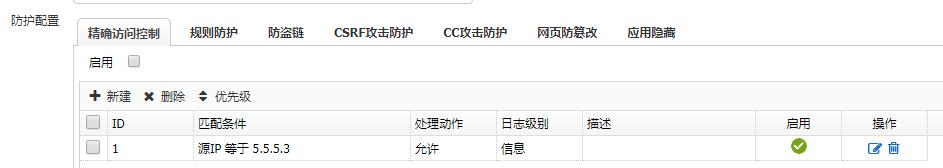 防护配置
精确访问控制 规则防护 防盗链 CSRF攻击防护 CC攻击防护 网页防篡改 应用隐藏
启用
新建 删除 优先级
ID 匹配条件 处理动作 日志级别 描述 启用 操作
1 源IP 等于 5.5.5.3 允许 信息